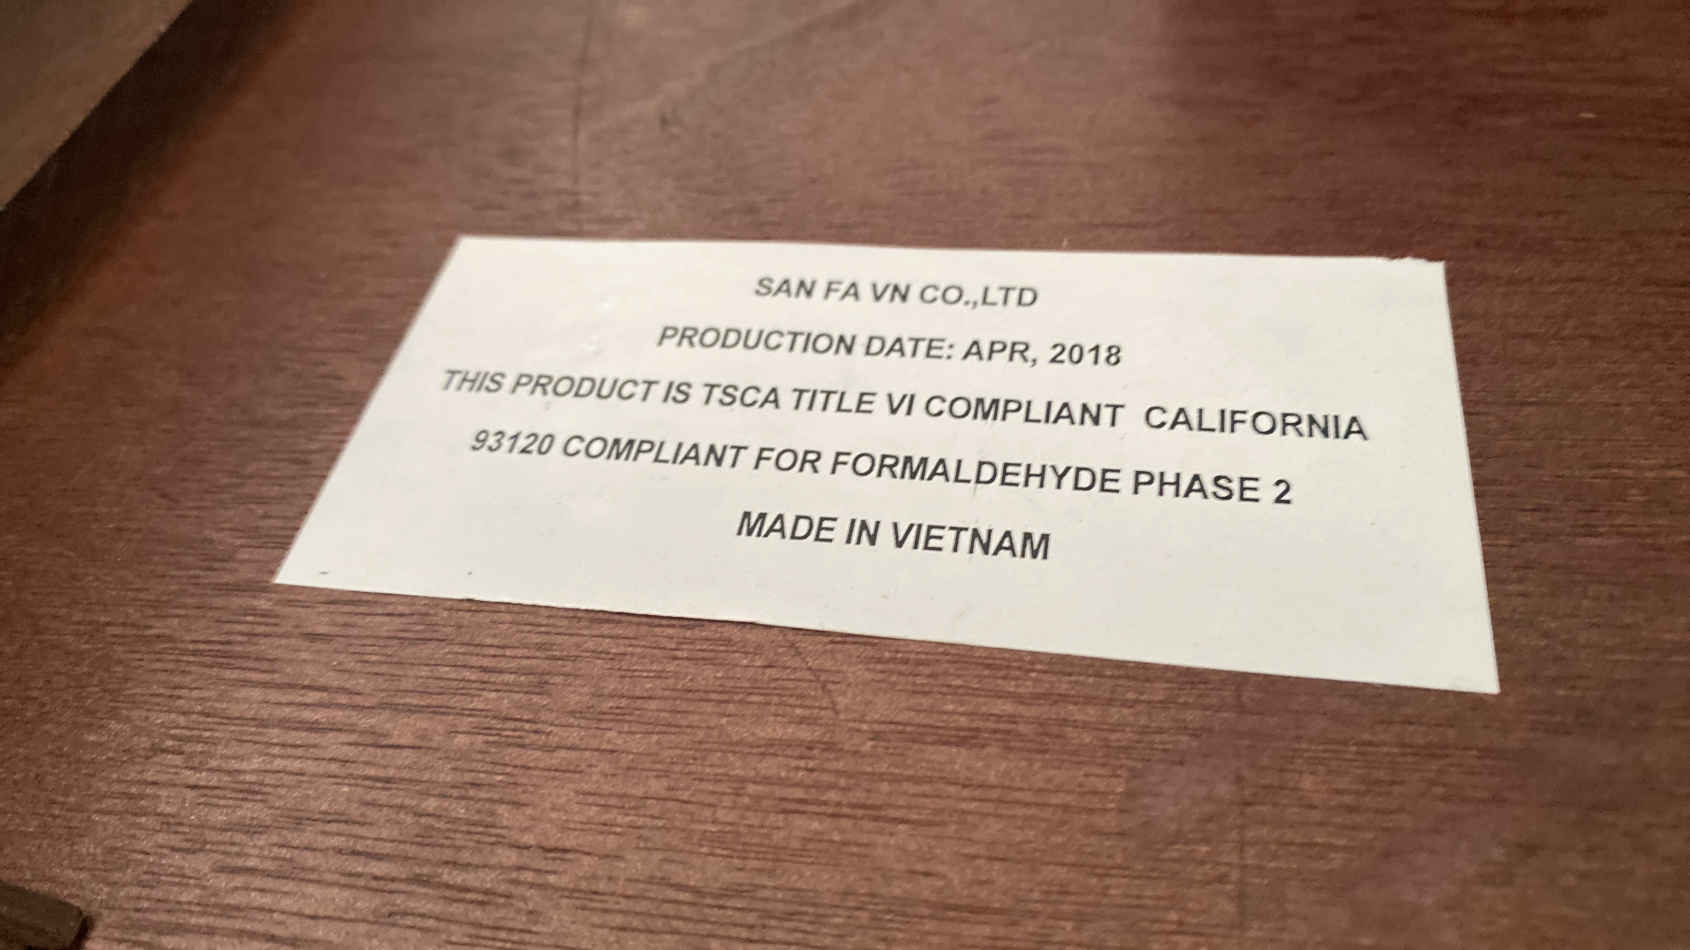 SAN FA VN CO.,LTD
PRODUCTION DATE: APR, 2018
THIS PRODUCT IS TSCA TITLE VI COMPLIANT CALIFORNIA
93120 COMPLIANT FOR FORMALDEHYDE PHASE 2
MADE IN VIETNAM